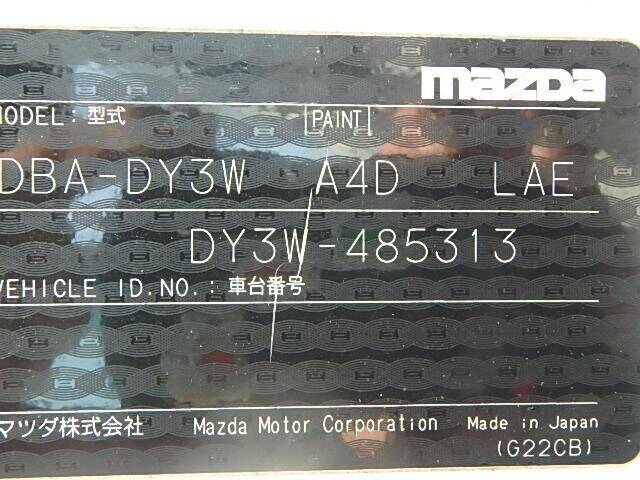 mazda
MODEL: 型式 PAINT
DBA-DY3W A4D LAE
DY3W-485313
VEHICLE ID.NO.: 車台番号
マツダ株式会社 Mazda Motor Corporation Made in Japan
(G22CB)